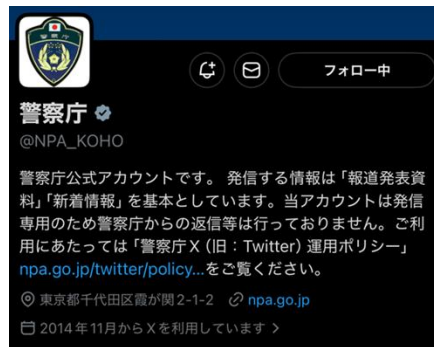 フォロー中
警察庁
@NPA_KOHO
警察庁公式アカウントです。 発信する情報は「報道発表資
料」「新着情報」を基本としています。当アカウントは発信
専用のため警察庁からの返信等は行っておりません。ご利
用にあたっては「警察庁X（旧：Twitter）運用ポリシー」
npa.go.jp/twitter/policy...をご覧ください。
東京都千代田区霞が関2-1-2 npa.go.jp
2014年11月からXを利用しています